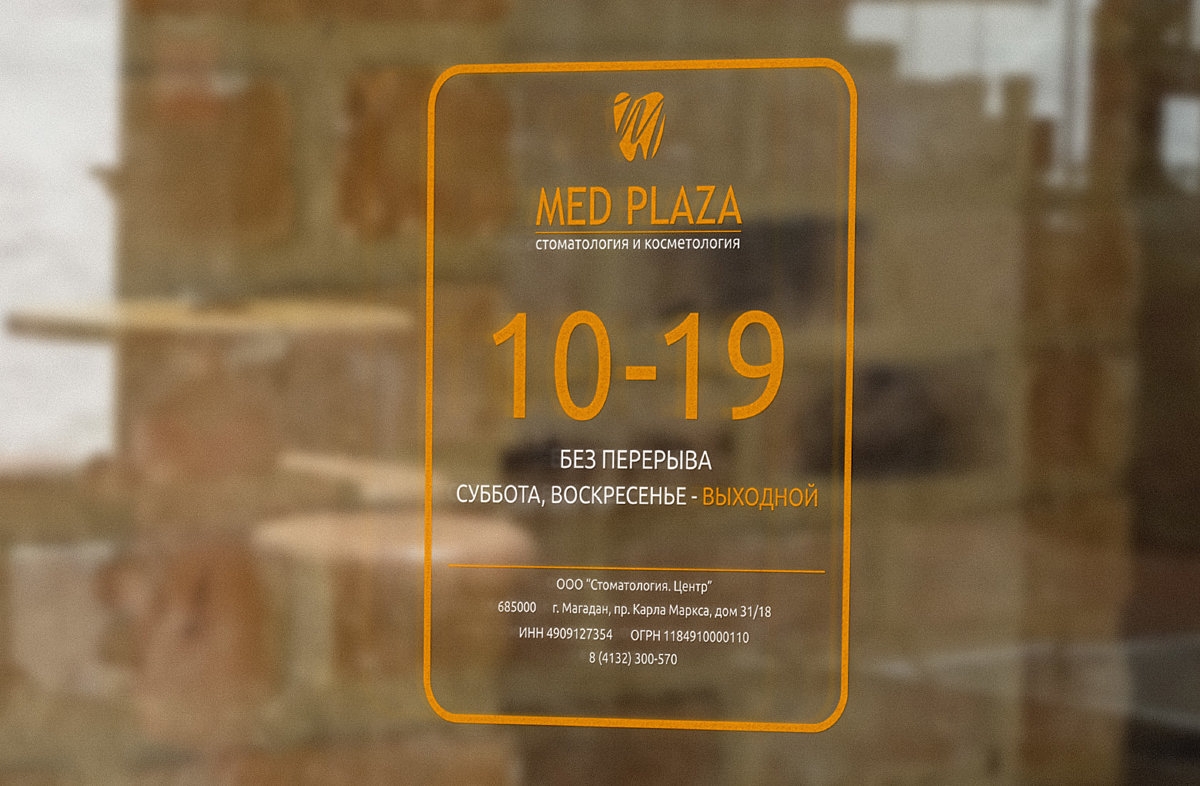 MED PLAZA
стоматология и косметология
10-19
БЕЗ ПЕРЕРЫВА
СУББОТА, ВОСКРЕСЕНЬЕ - ВЫХОДНОЙ
ООО "Стоматология. Центр"
685000 г. Магадан, пр. Карла Маркса, дом 31/18
ИНН 4909127354 ОГРН 1184910000110
8 (4132) 300-570